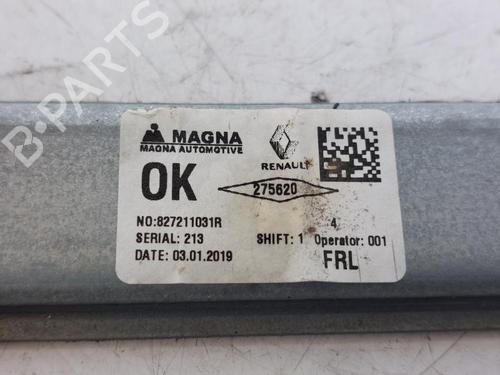 MAGNA
MAGNA AUTOMOTIVE
RENAULT
OK
275620
NO:827211031R
4
SERIAL: 213
SHIFT: 1
Operator: 001
DATE: 03.01.2019
FRL
B-PARTS